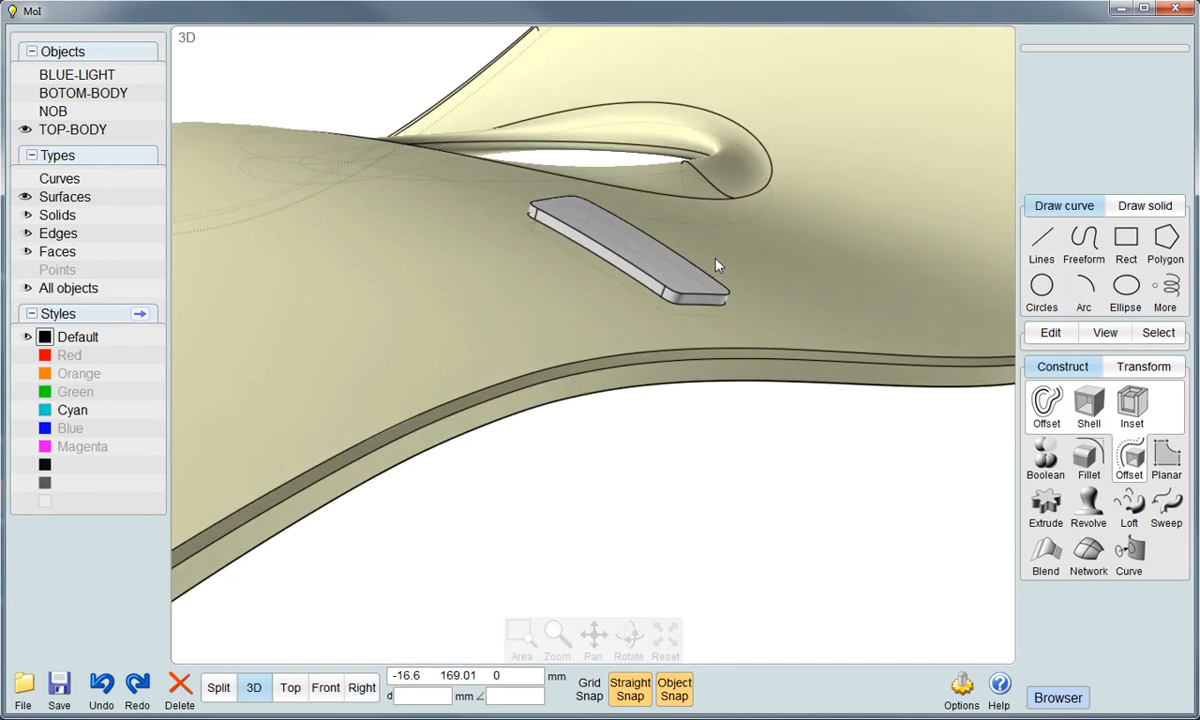 MoI
Objects
BLUE-LIGHT
BOTOM-BODY
NOB
TOP-BODY
Types
Curves
Surfaces
Solids
Edges
Faces
Points
All objects
Styles
Default
Red
Orange
Green
Cyan
Blue
Magenta
3D
Area Zoom Pan Rotate Reset
Draw curve Draw solid
Lines Freeform Rect Polygon
Circles Arc Ellipse More
Edit View Select
Construct Transform
Offset Shell Inset
Boolean Fillet Offset Planar
Extrude Revolve Loft Sweep
Blend Network Curve
File Save Undo Redo Delete
Split 3D Top Front Right
-16.6 169.01 0 mm
d mm
Grid Snap
Straight Snap
Object Snap
Options Help
Browser